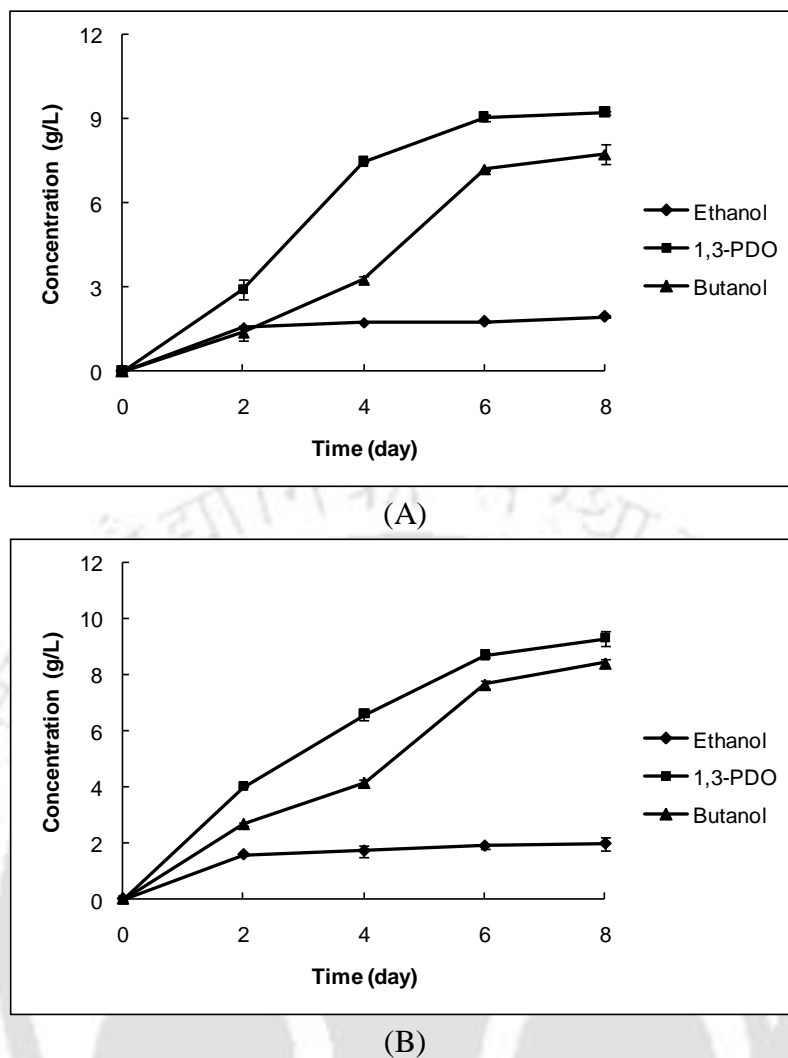 12
9
6
3
0
Concentration (g/L)
0 2 4 6 8
Time (day)
Ethanol
1,3-PDO
Butanol
(A)
12
10
8
6
4
2
0
Concentration (g/L)
0 2 4 6 8
Time (day)
Ethanol
1,3-PDO
Butanol
(B)